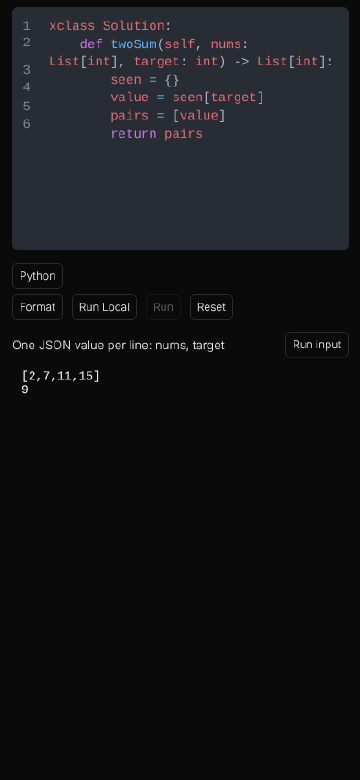 1 xclass Solution:
2     def twoSum(self, nums:
List[int], target: int) -> List[int]:
3         seen = {}
4         value = seen[target]
5         pairs = [value]
6         return pairs
Python
Format Run Local Run Reset
One JSON value per line: nums, target Run input
[2,7,11,15]
9